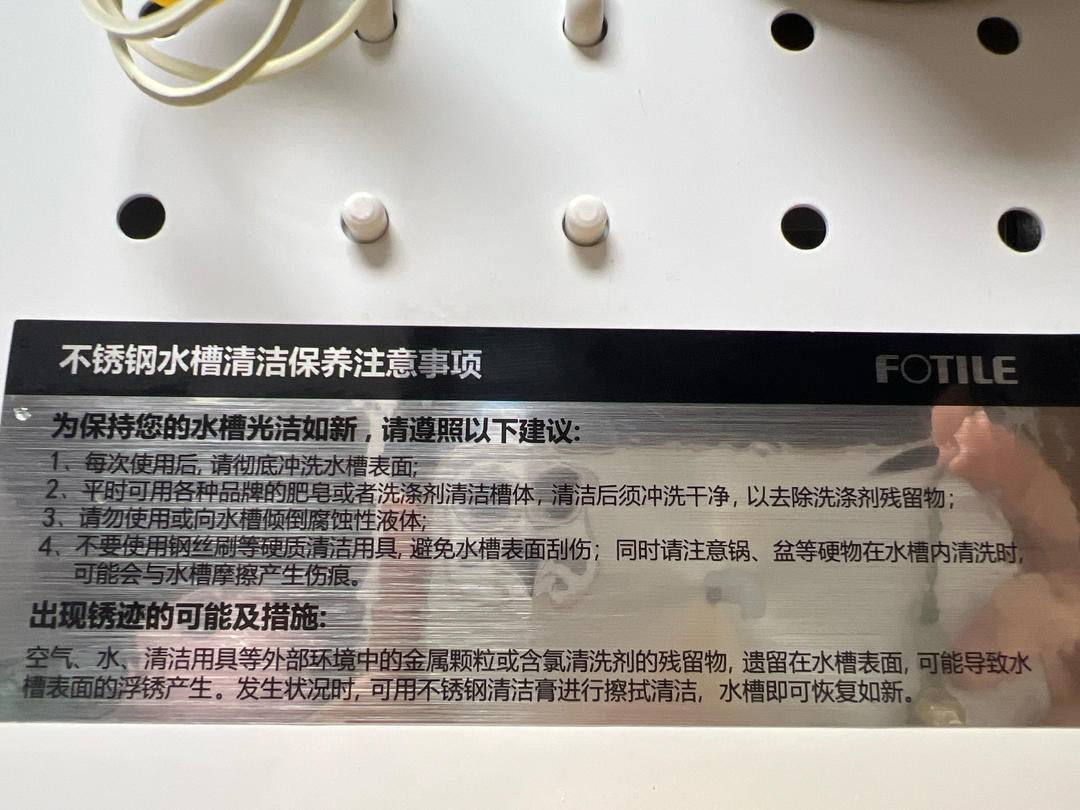 不锈钢水槽清洁保养注意事项
FOTILE
为保持您的水槽光洁如新，请遵照以下建议:
1、每次使用后, 请彻底冲洗水槽表面;
2、平时可用各种品牌的肥皂或者洗涤剂清洁槽体，清洁后须冲洗干净，以去除洗涤剂残留物；
3、请勿使用或向水槽倾倒腐蚀性液体;
4、不要使用钢丝刷等硬质清洁用具, 避免水槽表面刮伤；同时请注意锅、盆等硬物在水槽内清洗时,
可能会与水槽摩擦产生伤痕。
出现锈迹的可能及措施:
空气、水、清洁用具等外部环境中的金属颗粒或含氯清洗剂的残留物, 遗留在水槽表面, 可能导致水
槽表面的浮锈产生。发生状况时, 可用不锈钢清洁膏进行擦拭清洁，水槽即可恢复如新。